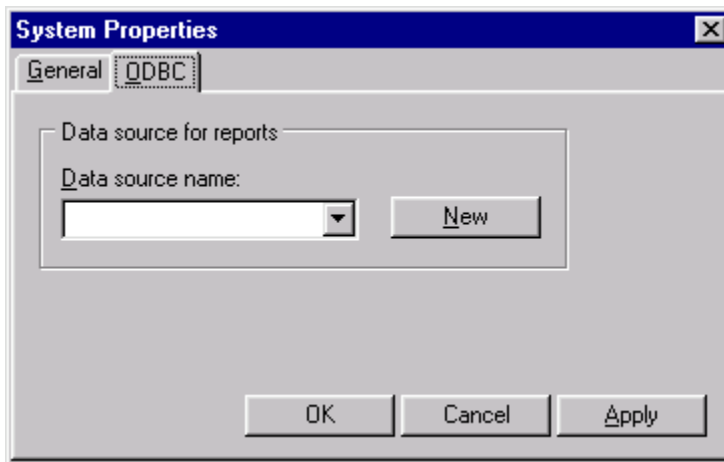 System Properties
General ODBC
Data source for reports
Data source name:
New
OK Cancel Apply